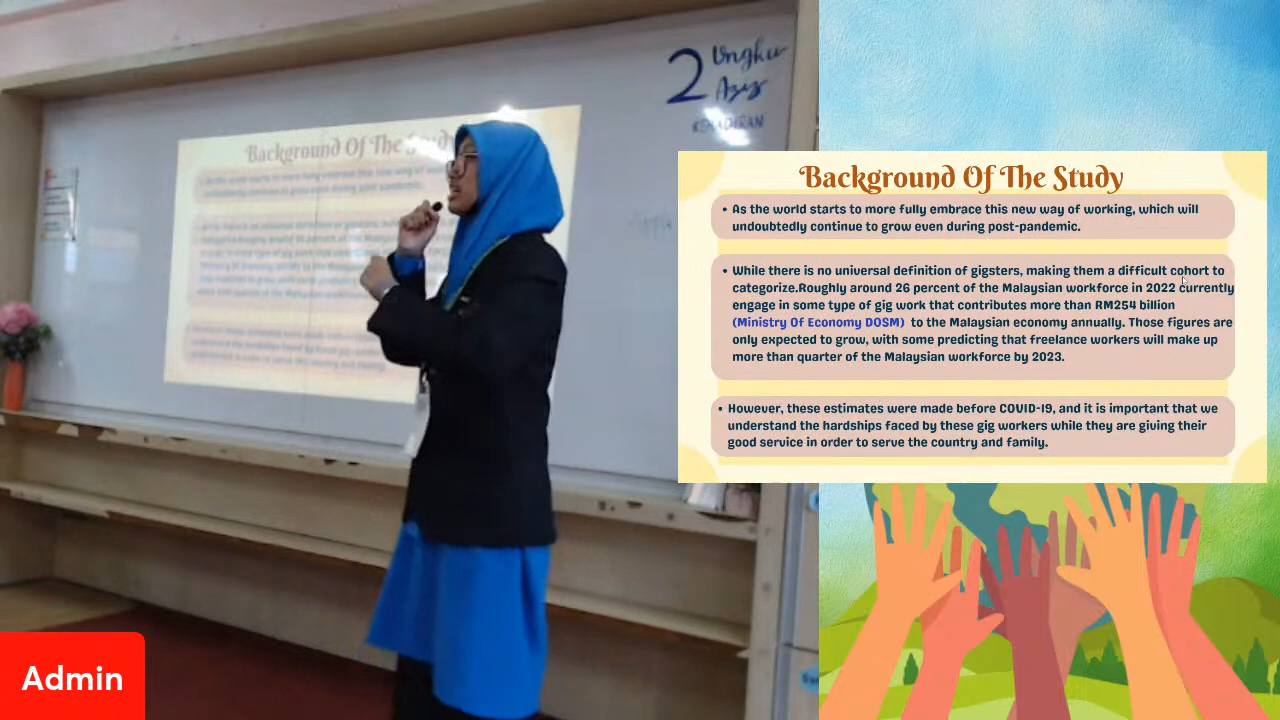 2 Ungku
Aziz
KEHADIRAN
Background Of The Study
Background Of The Study
• As the world starts to more fully embrace this new way of working, which will
undoubtedly continue to grow even during post-pandemic.
• While there is no universal definition of gigsters, making them a difficult cohort to
categorize.Roughly around 26 percent of the Malaysian workforce in 2022 currently
engage in some type of gig work that contributes more than RM254 billion
(Ministry Of Economy DOSM) to the Malaysian economy annually. Those figures are
only expected to grow, with some predicting that freelance workers will make up
more than quarter of the Malaysian workforce by 2023.
• However, these estimates were made before COVID-19, and it is important that we
understand the hardships faced by these gig workers while they are giving their
good service in order to serve the country and family.
Admin